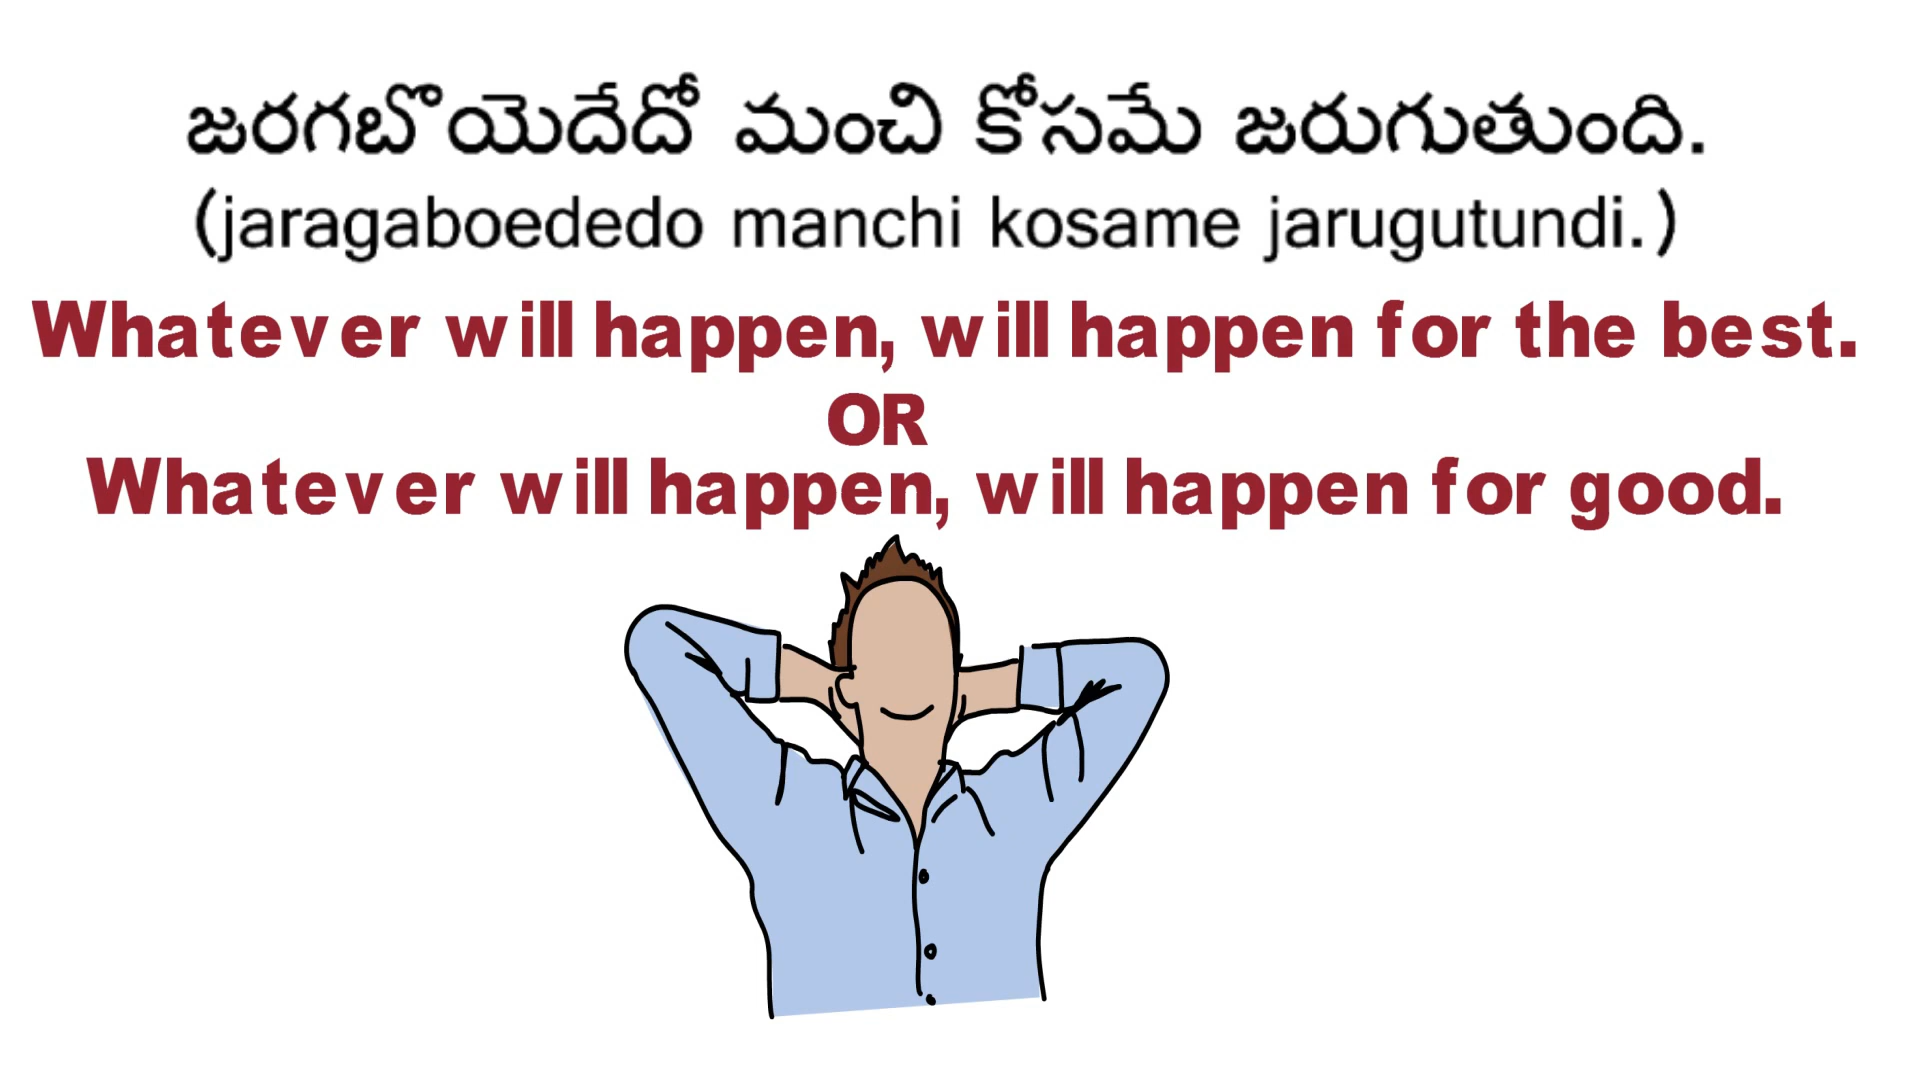 జరగబొయెదేదో మంచి కోసమే జరుగుతుంది.
(jaragaboededo manchi kosame jarugutundi.)
Whatever will happen, will happen for the best.
OR
Whatever will happen, will happen for good.